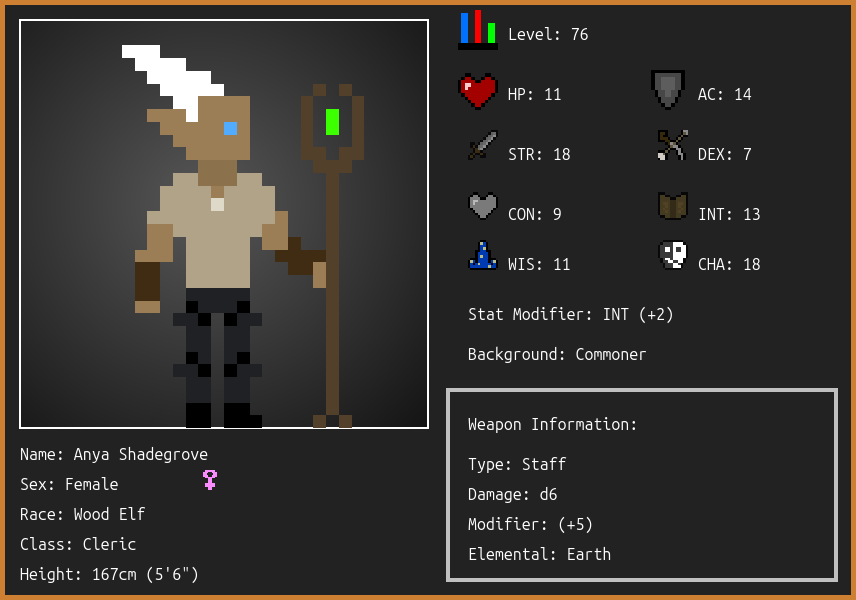 Level: 76
HP: 11
AC: 14
STR: 18
DEX: 7
CON: 9
INT: 13
WIS: 11
CHA: 18
Stat Modifier: INT (+2)
Background: Commoner
Weapon Information:
Type: Staff
Damage: d6
Modifier: (+5)
Elemental: Earth
Name: Anya Shadegrove
Sex: Female
Race: Wood Elf
Class: Cleric
Height: 167cm (5'6")